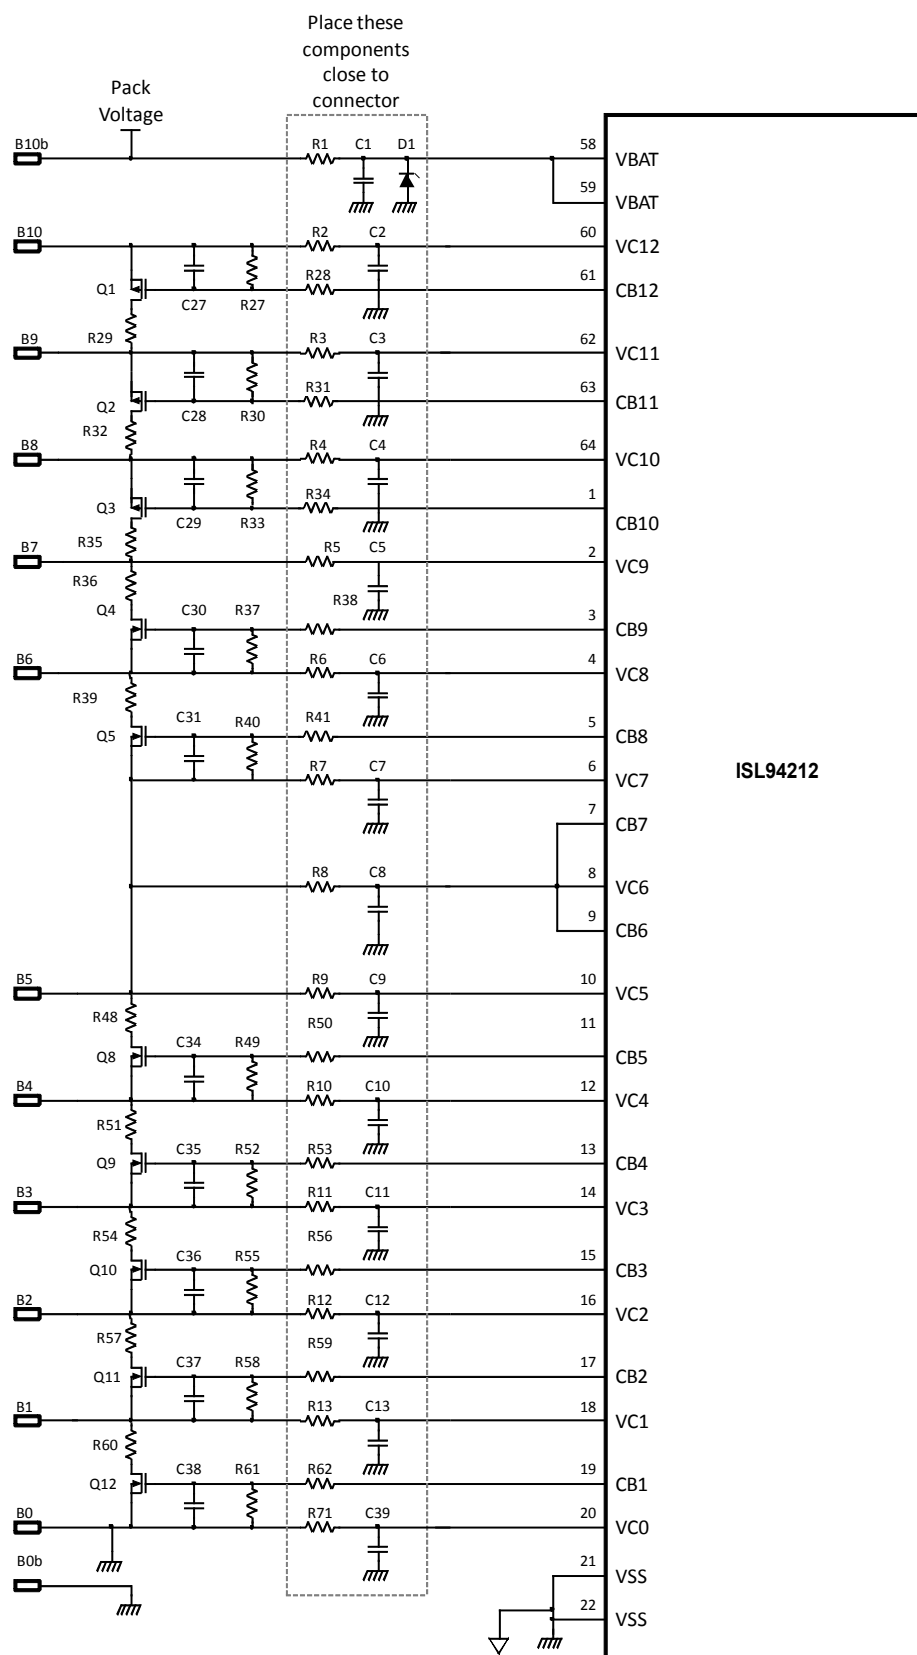 Place these
components
close to
connector
Pack
Voltage
B10b R1 C1 D1 58 VBAT
59 VBAT
B10 R2 C2 60 VC12
Q1 C27 R27 R28 61 CB12
R29
B9 R3 C3 62 VC11
Q2 C28 R30 R31 63 CB11
R32
B8 R4 C4 64 VC10
Q3 C29 R33 R34 1 CB10
R35
B7 R5 C5 2 VC9
R36
Q4 C30 R37 R38 3 CB9
B6 R6 C6 4 VC8
R39
Q5 C31 R40 R41 5 CB8
R7 C7 6 VC7
ISL94212
7 CB7
R8 C8 8 VC6
9 CB6
B5 R9 C9 10 VC5
R48
Q8 C34 R49 R50 11 CB5
B4 R10 C10 12 VC4
R51
Q9 C35 R52 R53 13 CB4
B3 R11 C11 14 VC3
R54
Q10 C36 R55 R56 15 CB3
B2 R12 C12 16 VC2
R57
Q11 C37 R58 R59 17 CB2
B1 R13 C13 18 VC1
R60
Q12 C38 R61 R62 19 CB1
B0 R71 C39 20 VC0
B0b
21 VSS
22 VSS